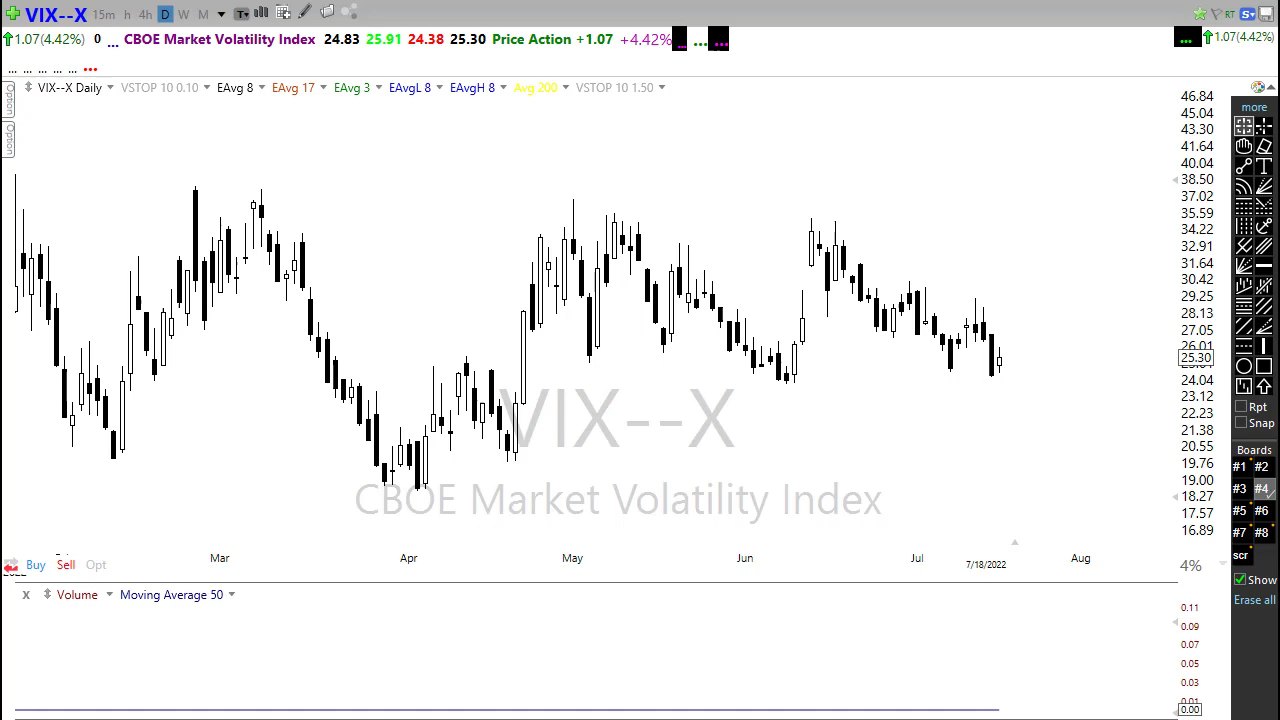 VIX--X 15m h 4h D W M T RT S
1.07(4.42%) 0 ... CBOE Market Volatility Index 24.83 25.91 24.38 25.30 Price Action +1.07 +4.42% ... ... ... ... 1.07(4.42%)
... ... ... ... ... ...
Option VIX--X Daily VSTOP 10 0.10 EAvg 8 EAvg 17 EAvg 3 EAvgL 8 EAvgH 8 Avg 200 VSTOP 10 1.50
Option
46.84
45.04
43.30
41.64
40.04
38.50
37.02
35.59
34.22
32.91
31.64
30.42
29.25
28.13
27.05
26.01
25.30
24.04
23.12
22.23
21.38
20.55
19.76
19.00
18.27
17.57
16.89
VIX--X
CBOE Market Volatility Index
Mar Apr May Jun Jul Aug
7/18/2022
Buy Sell Opt 4%
X Volume Moving Average 50
0.11
0.09
0.07
0.05
0.03
0.01
0.00
more
T
Rpt
Snap
Boards
#1 #2
#3 #4
#5 #6
#7 #8
scr
Show
Erase all